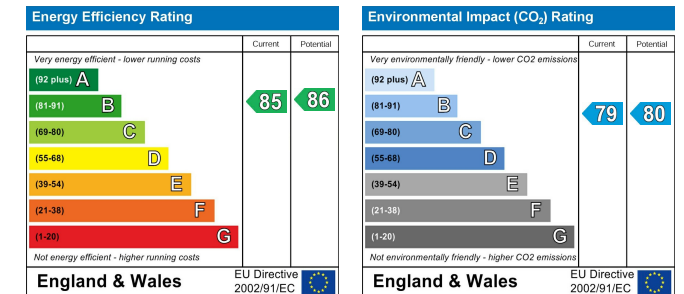 Energy Efficiency Rating
Current Potential
Very energy efficient - lower running costs
(92 plus) A
(81-91) B
(69-80) C
(55-68) D
(39-54) E
(21-38) F
(1-20) G
85 86
Not energy efficient - higher running costs
England & Wales
EU Directive
2002/91/EC
Environmental Impact (CO₂) Rating
Current Potential
Very environmentally friendly - lower CO2 emissions
(92 plus) A
(81-91) B
(69-80) C
(55-68) D
(39-54) E
(21-38) F
(1-20) G
79 80
Not environmentally friendly - higher CO2 emissions
England & Wales
EU Directive
2002/91/EC